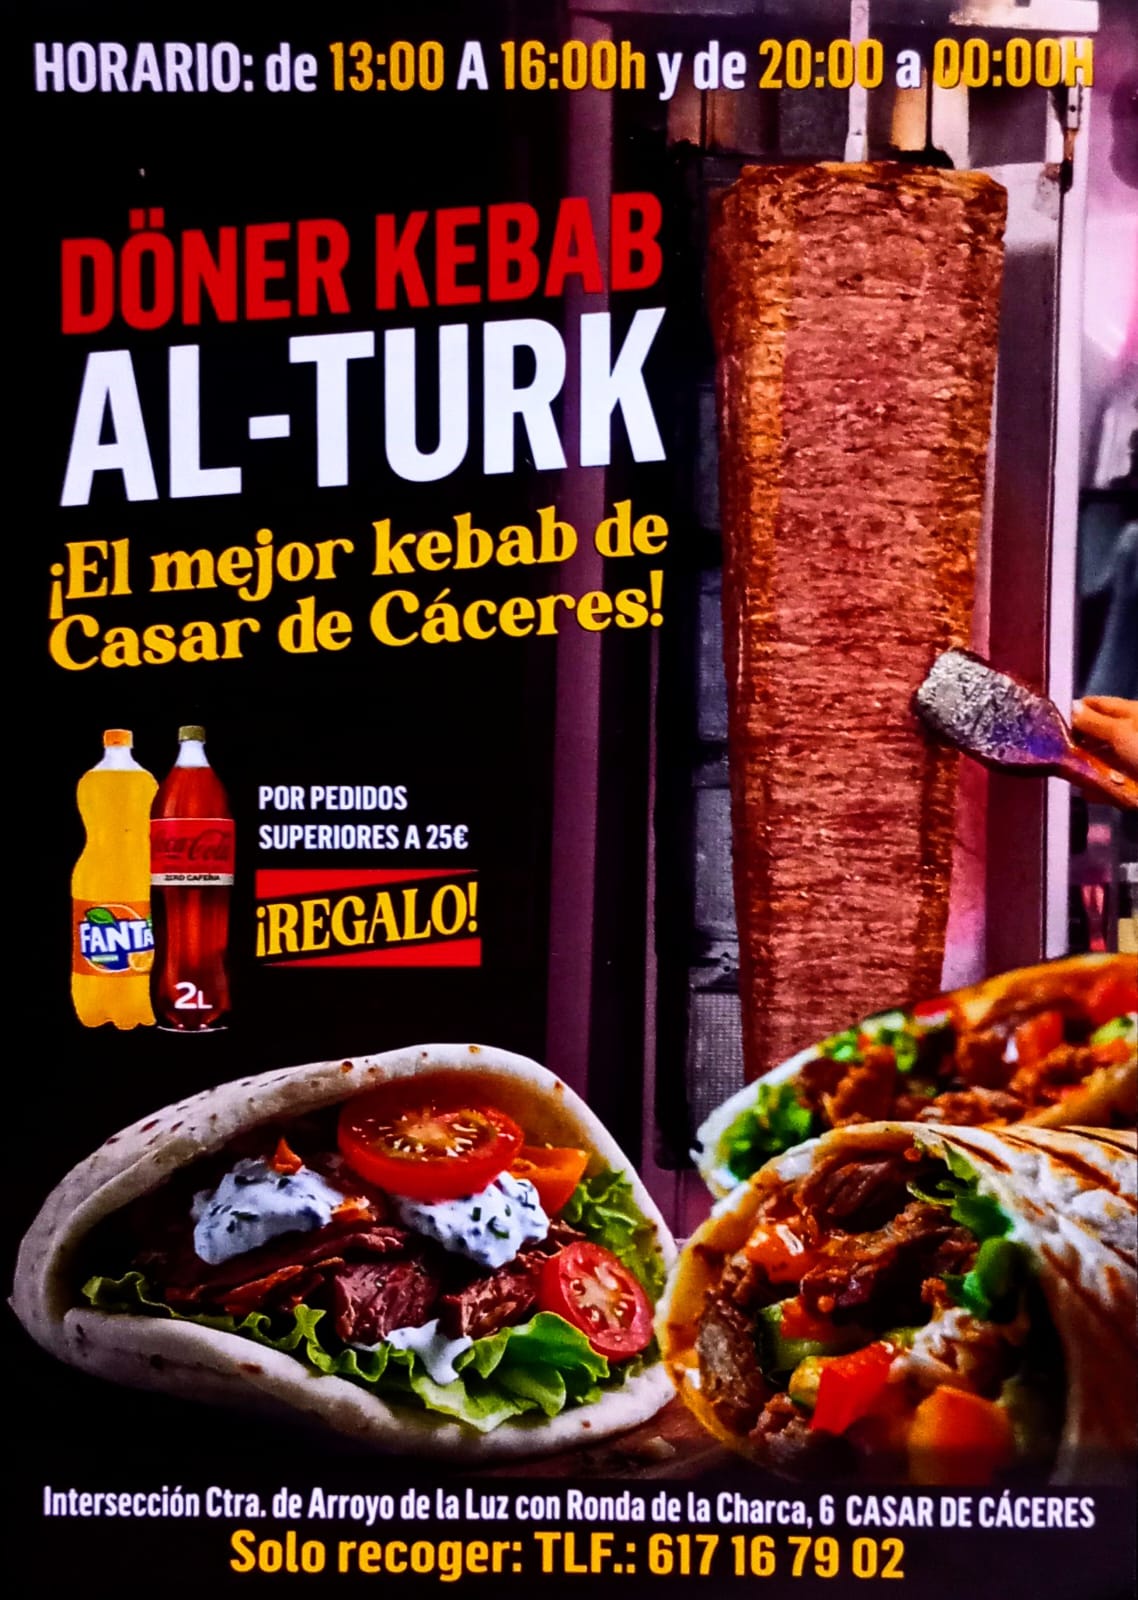 HORARIO: de 13:00 A 16:00h y de 20:00 a 00:00H
DÖNER KEBAB
AL-TURK
¡El mejor kebab de
Casar de Cáceres!
POR PEDIDOS
SUPERIORES A 25€
¡REGALO!
Coca-Cola
ZERO CAFEÍNA
FANTA
2L
Intersección Ctra. de Arroyo de la Luz con Ronda de la Charca, 6 CASAR DE CÁCERES
Solo recoger: TLF.: 617 16 79 02